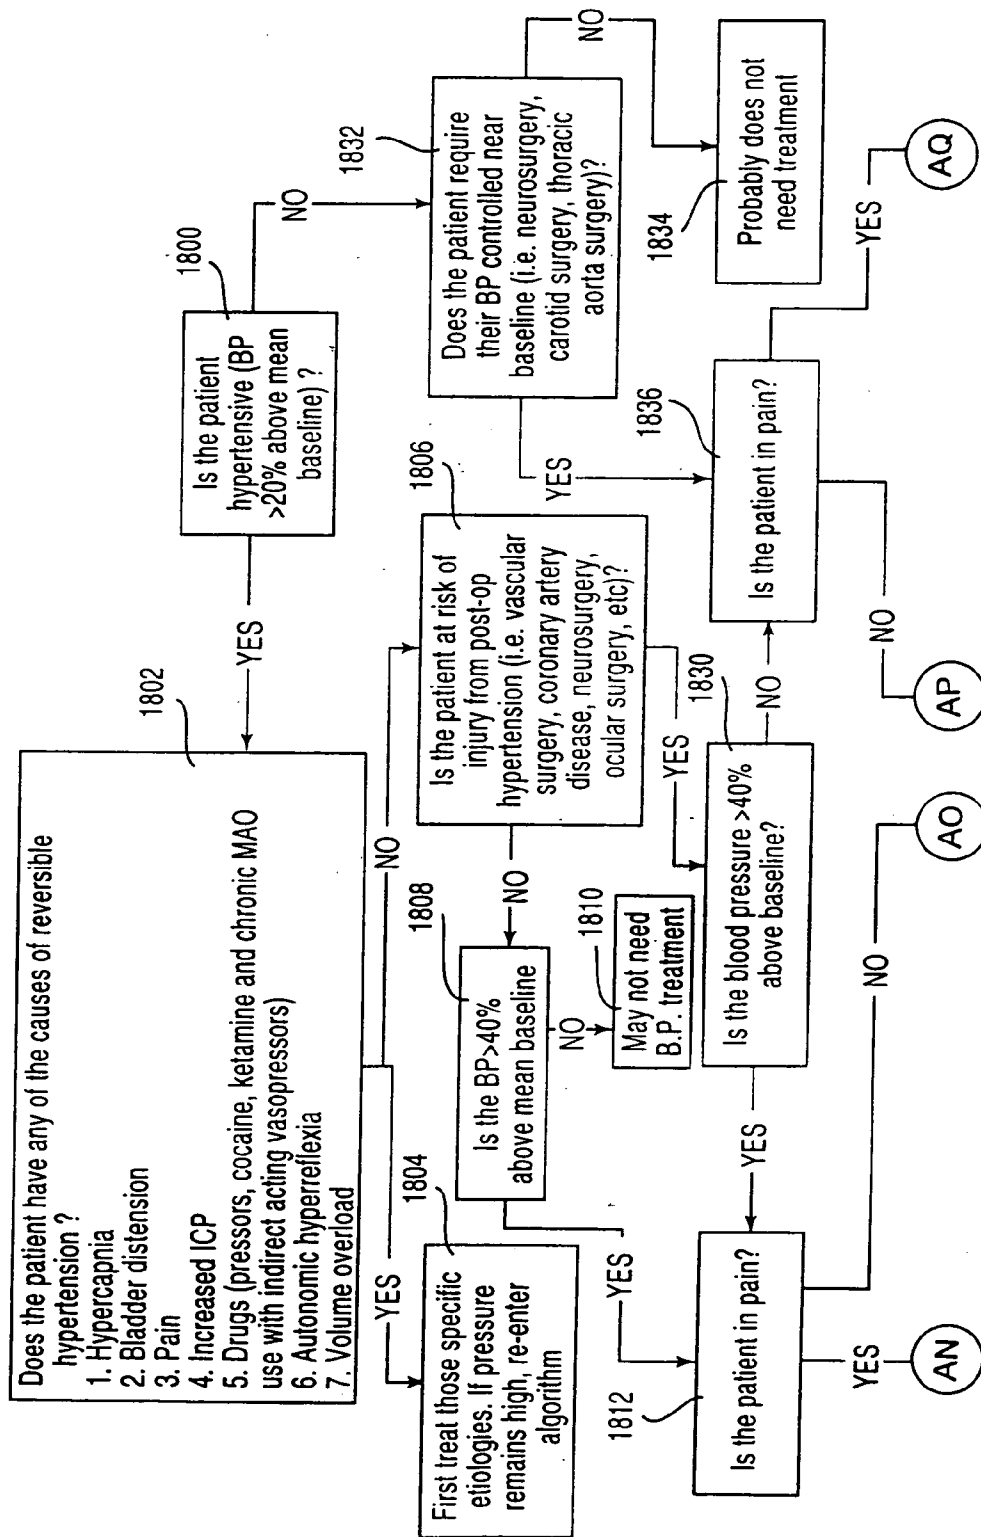 1800
Is the patient
hypertensive (BP
>20% above mean
baselin) ?
YES
NO
1802
Does the patient have any of the causes of reversible
hypertension ?
1. Hypercapnia
2. Bladder distension
3. Pain
4. Increased ICP
5. Drugs (pressors, cocaine, ketamine and chronic MAO
use with indirect acting vasopressors)
6. Autonomic hyperreflexia
7. Volume overload
YES
NO
1804
First treat those specific
etiologies. If pressure
remains high, re-enter
algorithm
1806
Is the patient at risk of
injury from post-op
hypertension (i.e. vascular
surgery, coronary artery
disease, neurosurgery,
ocular surgery, etc)?
NO
YES
1808
Is the BP>40%
above mean baseline
YES
NO
1810
May not need
B.P. treatment
1830
Is the blood pressure >40%
above baseline?
YES
NO
1812
Is the patient in pain?
YES
NO
AN
AO
1832
Does the patient require
their BP controlled near
baseline (i.e. neurosurgery,
carotid surgery, thoracic
aorta surgery)?
YES
NO
1834
Probably does not
need treatment
1836
Is the patient in pain?
NO
YES
AP
AQ